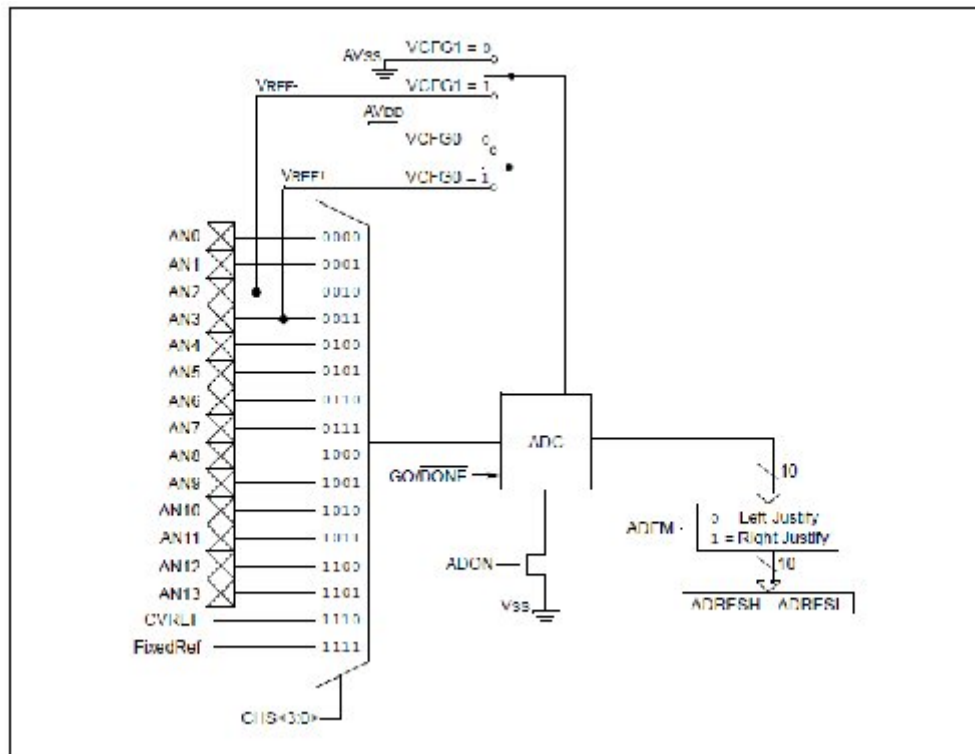 AVSS
VCFG1 = 0
VREF-
VCFG1 = 1
AVDD
VCFG0 = 0
VREF+
VCFG0 = 1
AN0 0000
AN1 0001
AN2 0010
AN3 0011
AN4 0100
AN5 0101
AN6 0110
AN7 0111
AN8 1000
AN9 1001
AN10 1010
AN11 1011
AN12 1100
AN13 1101
CVREF 1110
FixedRef 1111
CHS<3:0>
ADC
GO/DONE
ADON
VSS
10
ADFM
0 = Left Justify
1 = Right Justify
10
ADRESH ADRESL